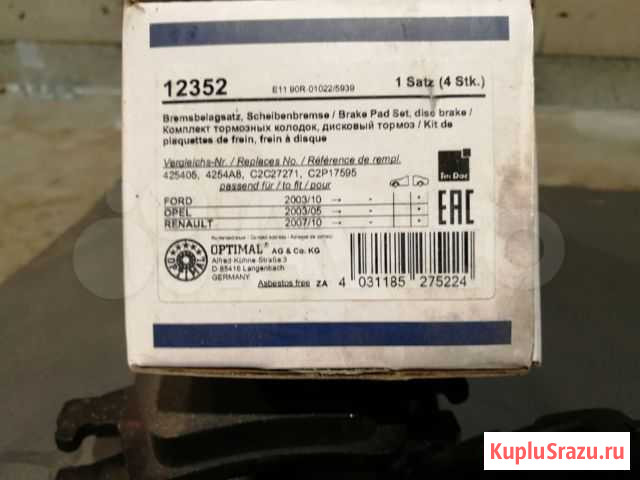 12352 E11 90R-01022/5939 1 Satz (4 Stk.)
Bremsbelagsatz, Scheibenbremse / Brake Pad Set, disc brake /
Комплект тормозных колодок, дисковый тормоз / Kit de
plaquettes de frein, frein à disque
Vergleichs-Nr. / Replaces No. / Référence de rempl.
425405, 4254A8, C2C27271, C2P17595
passend für / to fit / pour
Tec Doc
FORD 2003/10 → - -
OPEL 2003/05 → - -
RENAULT 2007/10 → - -
EAC
OPTIMAL® AG & Co. KG
Alfred-Kühne-Straße 3
D 85416 Langenbach
GERMANY
Asbestos free ZA 4 031185 275224
KupluSrazu.ru